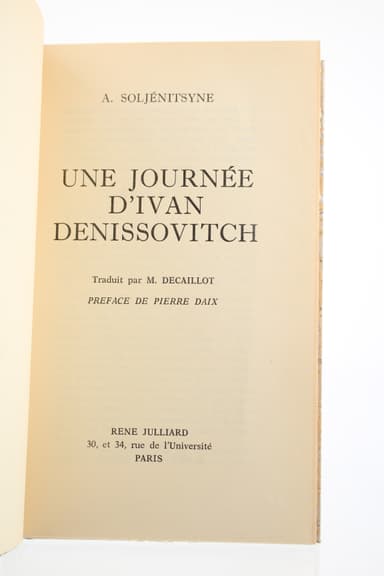 A. SOLJÉNITSYNE
UNE JOURNÉE
D'IVAN
DENISSOVITCH
Traduit par M. DECAILLOT
PREFACE DE PIERRE DAIX
RENE JULLIARD
30, et 34, rue de l'Université
PARIS